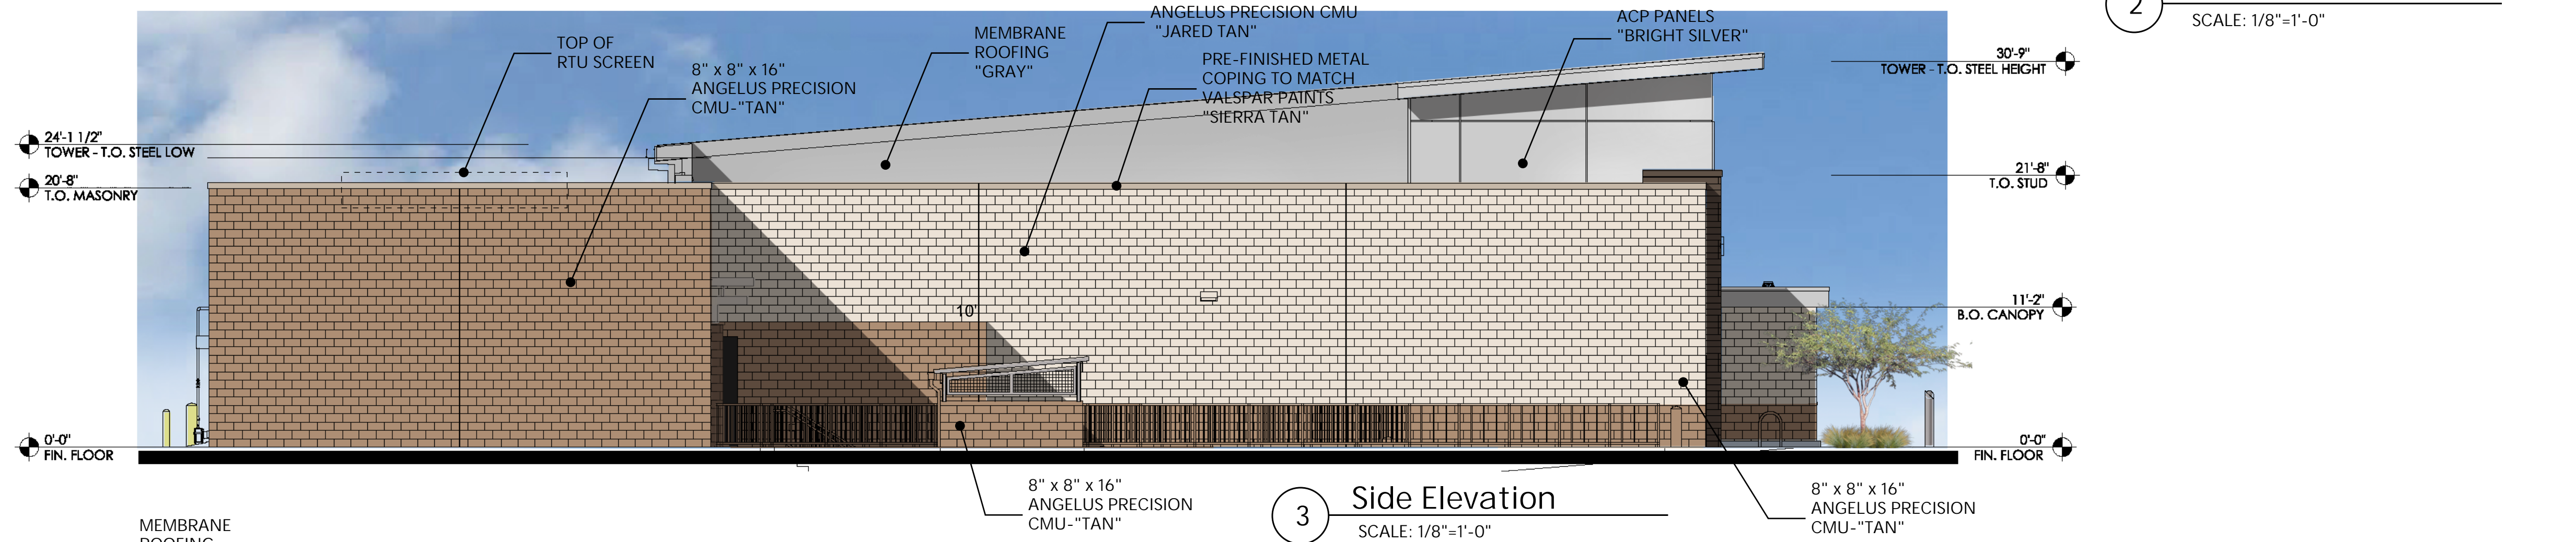 2
SCALE: 1/8"=1'-0"
ANGELUS PRECISION CMU
"JARED TAN"
ACP PANELS
"BRIGHT SILVER"
MEMBRANE
ROOFING
"GRAY"
TOP OF
RTU SCREEN
PRE-FINISHED METAL
COPING TO MATCH
VALSPAR PAINTS
"SIERRA TAN"
8" x 8" x 16"
ANGELUS PRECISION
CMU-"TAN"
30'-9"
TOWER - T.O. STEEL HEIGHT
24'-1 1/2"
TOWER - T.O. STEEL LOW
20'-8"
T.O. MASONRY
21'-8"
T.O. STUD
10'
11'-2"
B.O. CANOPY
0'-0"
FIN. FLOOR
0'-0"
FIN. FLOOR
8" x 8" x 16"
ANGELUS PRECISION
CMU-"TAN"
3
Side Elevation
SCALE: 1/8"=1'-0"
8" x 8" x 16"
ANGELUS PRECISION
CMU-"TAN"
MEMBRANE
ROOFING